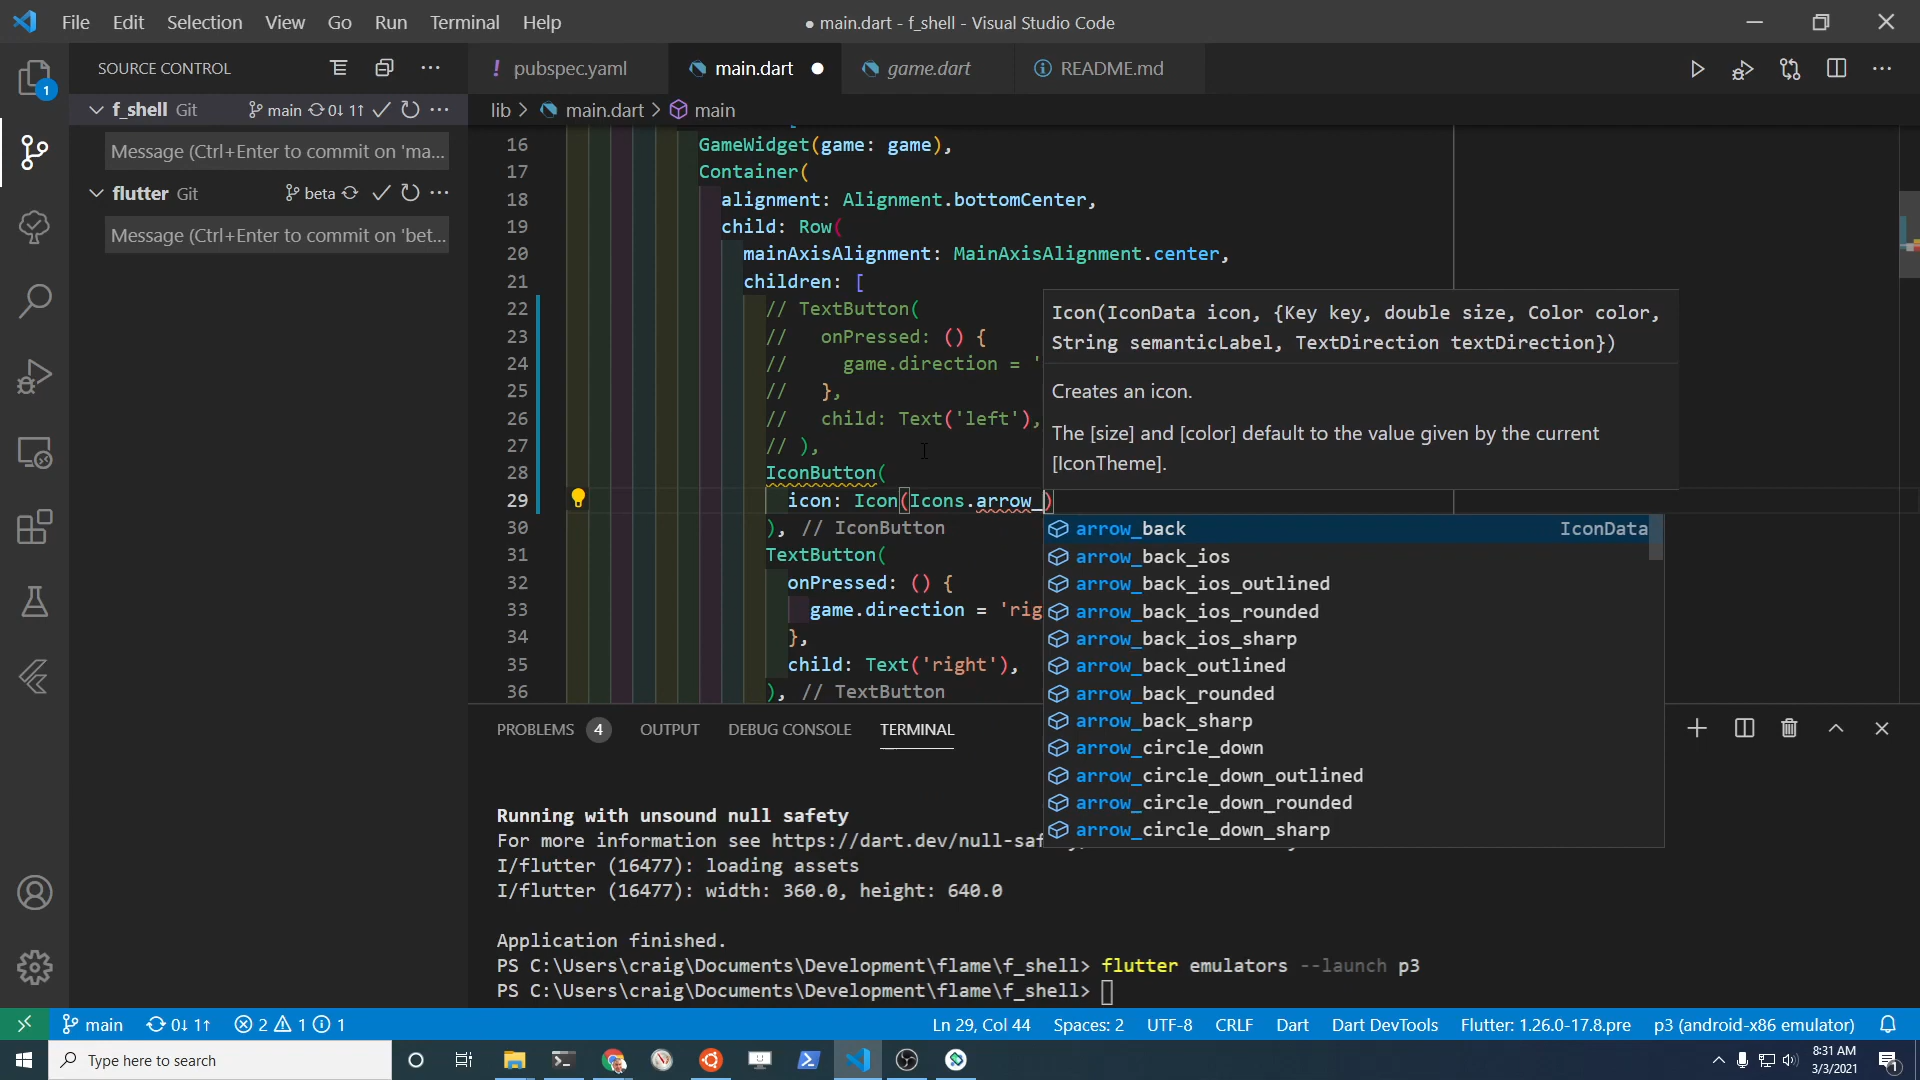 File Edit Selection View Go Run Terminal Help
● main.dart - f_shell - Visual Studio Code
SOURCE CONTROL
! pubspec.yaml
main.dart ●
game.dart
README.md
1
f_shell Git main 0↓ 1↑
Message (Ctrl+Enter to commit on 'ma...
flutter Git beta
Message (Ctrl+Enter to commit on 'bet...
lib > main.dart > main
16 GameWidget(game: game),
17 Container(
18 alignment: Alignment.bottomCenter,
19 child: Row(
20 mainAxisAlignment: MainAxisAlignment.center,
21 children: [
22 // TextButton(
23 // onPressed: () {
24 // game.direction = '
25 // },
26 // child: Text('left'),
27 // ),
28 IconButton(
29 icon: Icon(Icons.arrow_)
30 ), // IconButton
31 TextButton(
32 onPressed: () {
33 game.direction = 'rig
34 },
35 child: Text('right'),
36 ), // TextButton
Icon(IconData icon, {Key key, double size, Color color,
String semanticLabel, TextDirection textDirection})
Creates an icon.
The [size] and [color] default to the value given by the current
[IconTheme].
arrow_back IconData
arrow_back_ios
arrow_back_ios_outlined
arrow_back_ios_rounded
arrow_back_ios_sharp
arrow_back_outlined
arrow_back_rounded
arrow_back_sharp
arrow_circle_down
arrow_circle_down_outlined
arrow_circle_down_rounded
arrow_circle_down_sharp
PROBLEMS 4 OUTPUT DEBUG CONSOLE TERMINAL
Running with unsound null safety
For more information see https://dart.dev/null-saf
I/flutter (16477): loading assets
I/flutter (16477): width: 360.0, height: 640.0
Application finished.
PS C:\Users\craig\Documents\Development\flame\f_shell> flutter emulators --launch p3
PS C:\Users\craig\Documents\Development\flame\f_shell>
main 0↓ 1↑ 2 1 1
Ln 29, Col 44 Spaces: 2 UTF-8 CRLF Dart Dart DevTools Flutter: 1.26.0-17.8.pre p3 (android-x86 emulator)
Type here to search
8:31 AM
3/3/2021
1